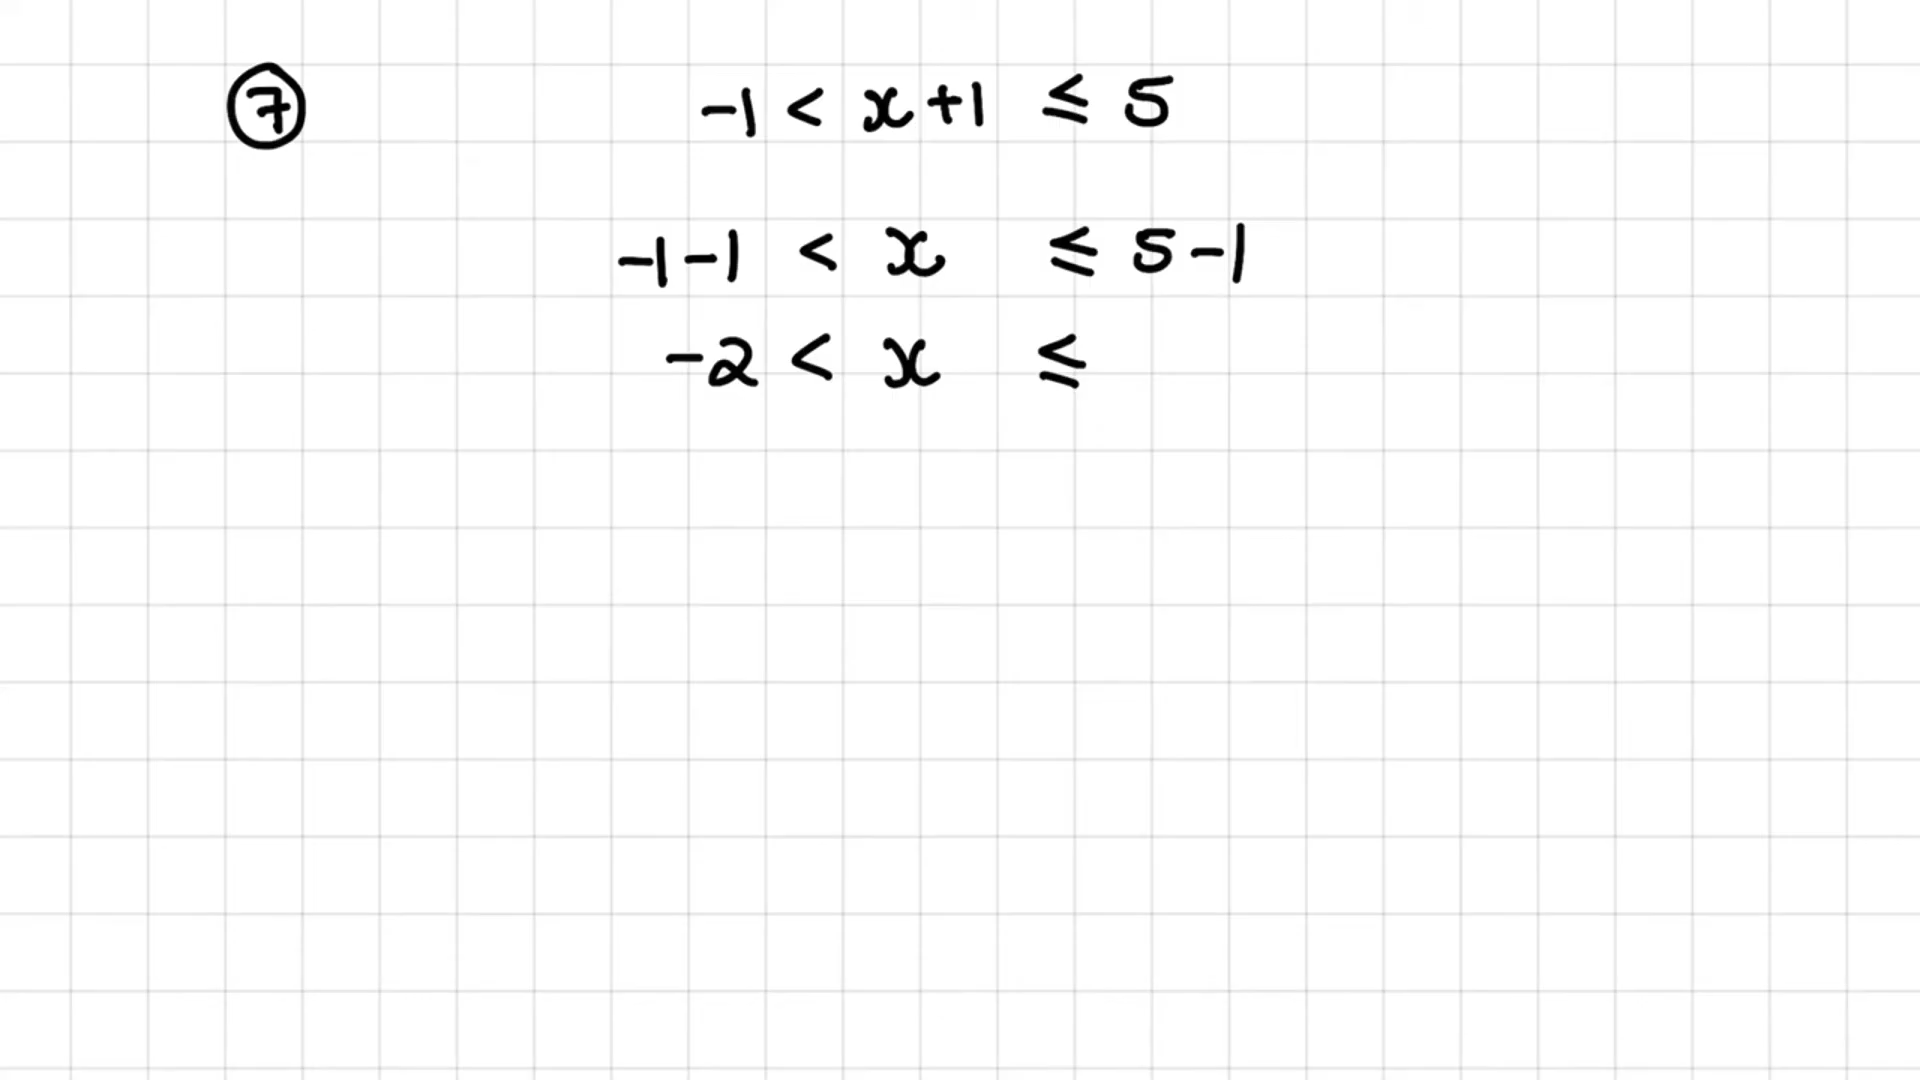 ⑦ -1 < x + 1 ≤ 5
-1 - 1 < x ≤ 5 - 1
-2 < x ≤